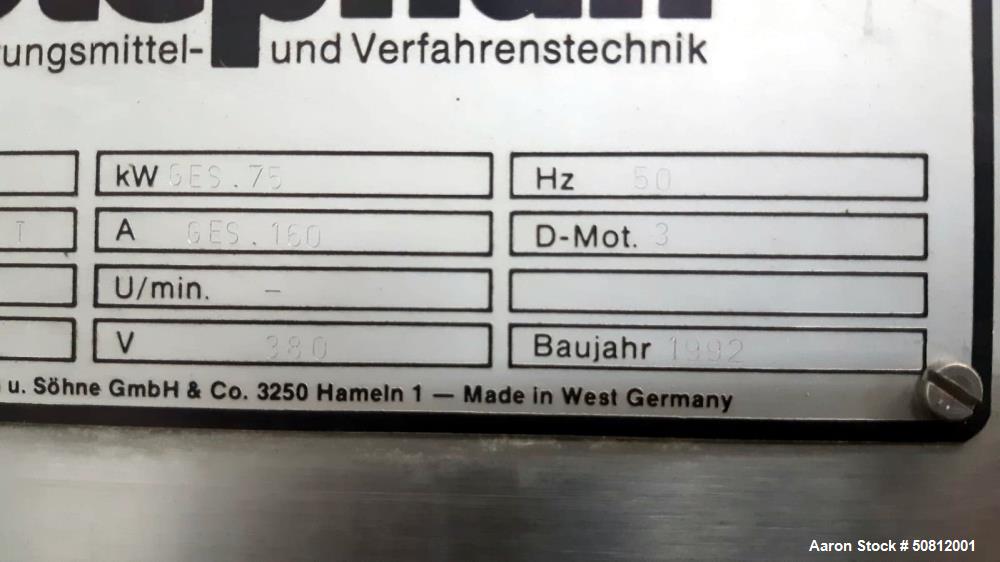 ungsmittel- und Verfahrenstechnik
kW GES.75 Hz 50
T A GES.160 D-Mot. 3
U/min. –
V 380 Baujahr 1992
u. Söhne GmbH & Co. 3250 Hameln 1 — Made in West Germany
Aaron Stock # 50812001